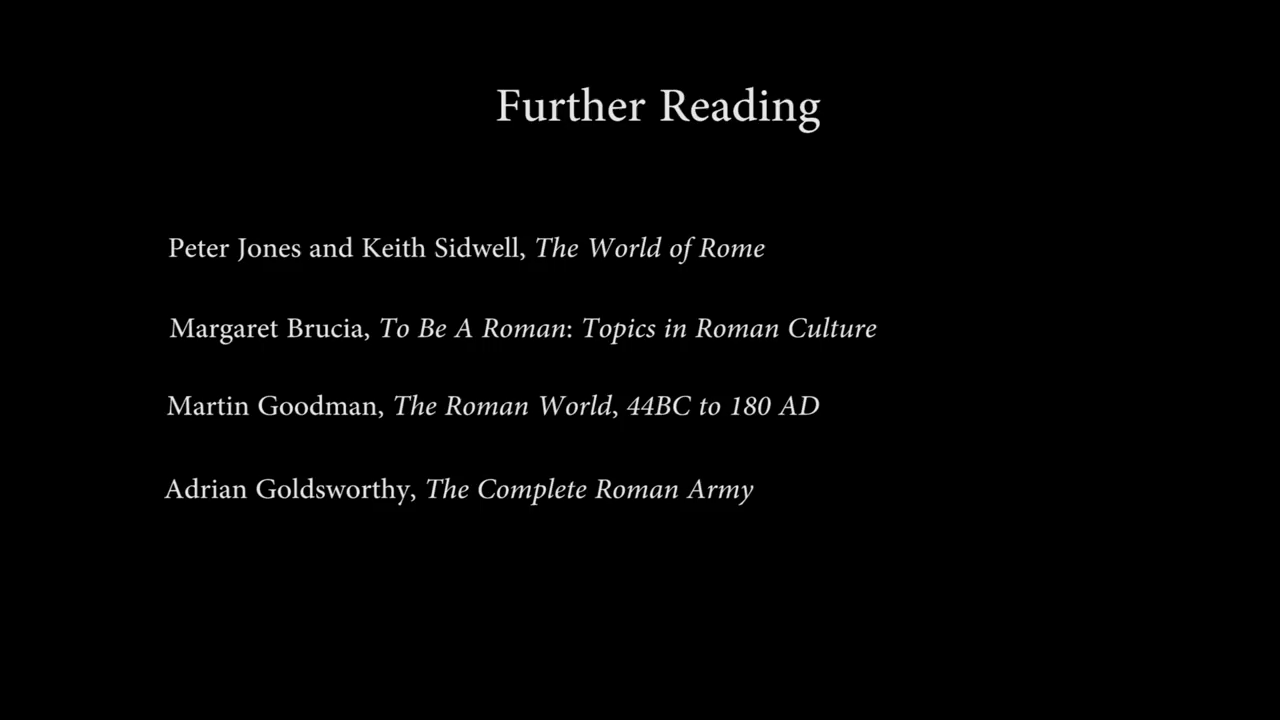 Further Reading
Peter Jones and Keith Sidwell, The World of Rome
Margaret Brucia, To Be A Roman: Topics in Roman Culture
Martin Goodman, The Roman World, 44BC to 180 AD
Adrian Goldsworthy, The Complete Roman Army